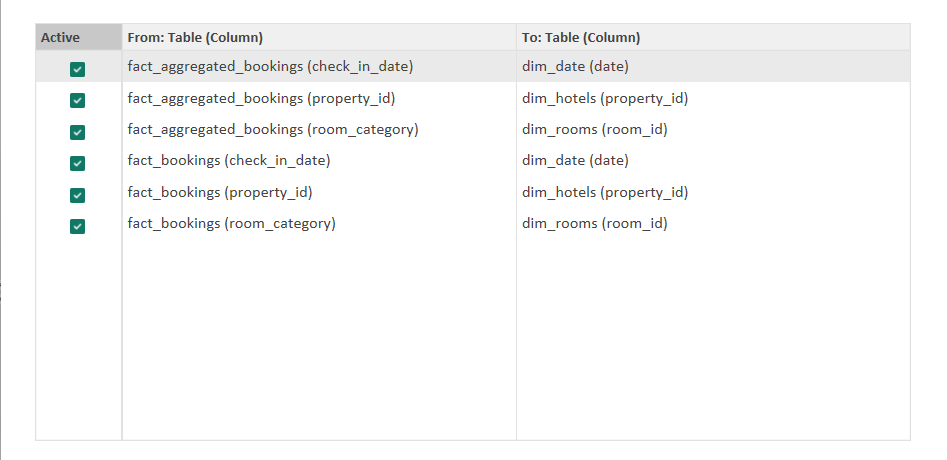 Active From: Table (Column) To: Table (Column)
fact_aggregated_bookings (check_in_date) dim_date (date)
fact_aggregated_bookings (property_id) dim_hotels (property_id)
fact_aggregated_bookings (room_category) dim_rooms (room_id)
fact_bookings (check_in_date) dim_date (date)
fact_bookings (property_id) dim_hotels (property_id)
fact_bookings (room_category) dim_rooms (room_id)